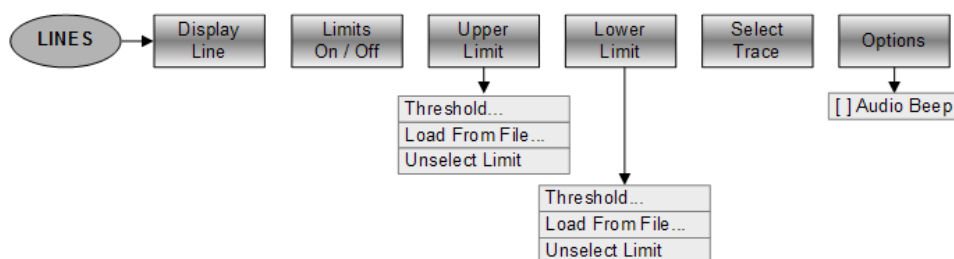 LINES
Display
Line
Limits
On / Off
Upper
Limit
Lower
Limit
Select
Trace
Options
Threshold...
Load From File...
Unselect Limit
[ ] Audio Beep
Threshold...
Load From File...
Unselect Limit